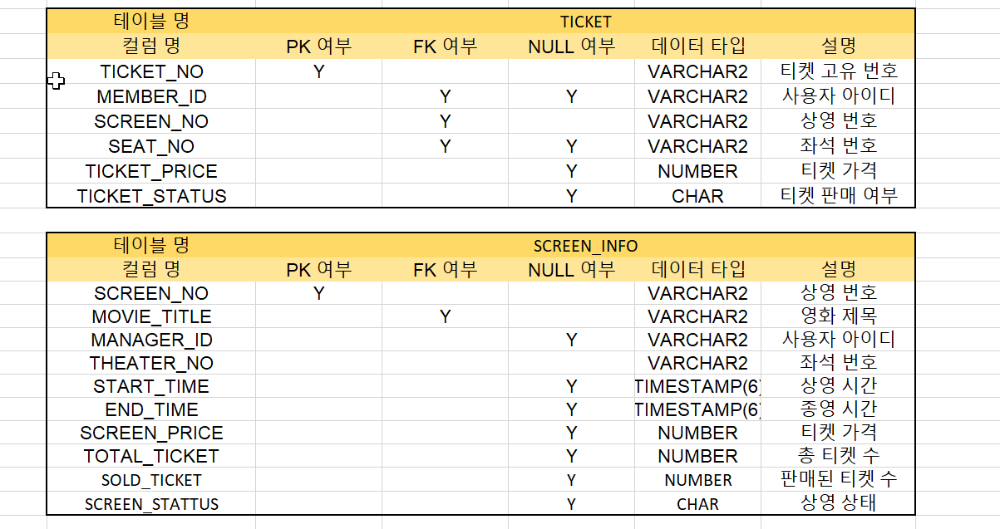 테이블 명 TICKET
컬럼 명 PK 여부 FK 여부 NULL 여부 데이터 타입 설명
TICKET_NO Y VARCHAR2 티켓 고유 번호
MEMBER_ID Y Y VARCHAR2 사용자 아이디
SCREEN_NO Y VARCHAR2 상영 번호
SEAT_NO Y Y VARCHAR2 좌석 번호
TICKET_PRICE Y NUMBER 티켓 가격
TICKET_STATUS Y CHAR 티켓 판매 여부
테이블 명 SCREEN_INFO
컬럼 명 PK 여부 FK 여부 NULL 여부 데이터 타입 설명
SCREEN_NO Y VARCHAR2 상영 번호
MOVIE_TITLE Y VARCHAR2 영화 제목
MANAGER_ID Y VARCHAR2 사용자 아이디
THEATER_NO VARCHAR2 좌석 번호
START_TIME Y TIMESTAMP(6) 상영 시간
END_TIME Y TIMESTAMP(6) 종영 시간
SCREEN_PRICE Y NUMBER 티켓 가격
TOTAL_TICKET Y NUMBER 총 티켓 수
SOLD_TICKET Y NUMBER 판매된 티켓 수
SCREEN_STATTUS Y CHAR 상영 상태